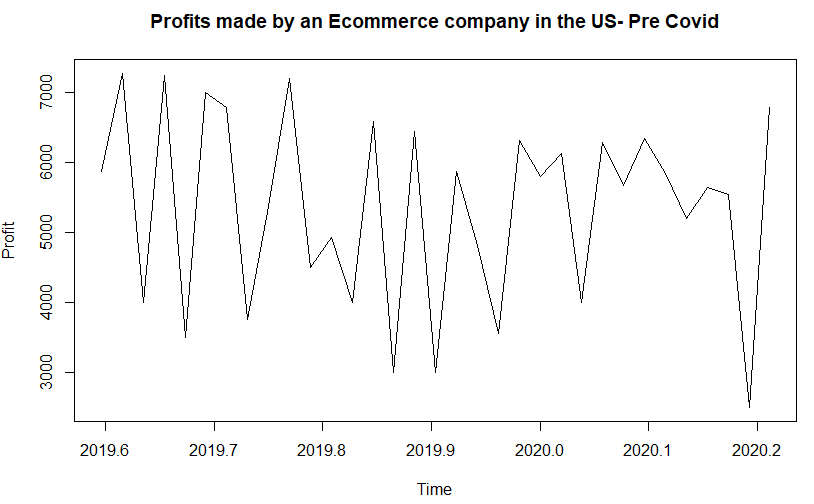 Profits made by an Ecommerce company in the US- Pre Covid
Profit
7000
6000
5000
4000
3000
2019.6 2019.7 2019.8 2019.9 2020.0 2020.1 2020.2
Time